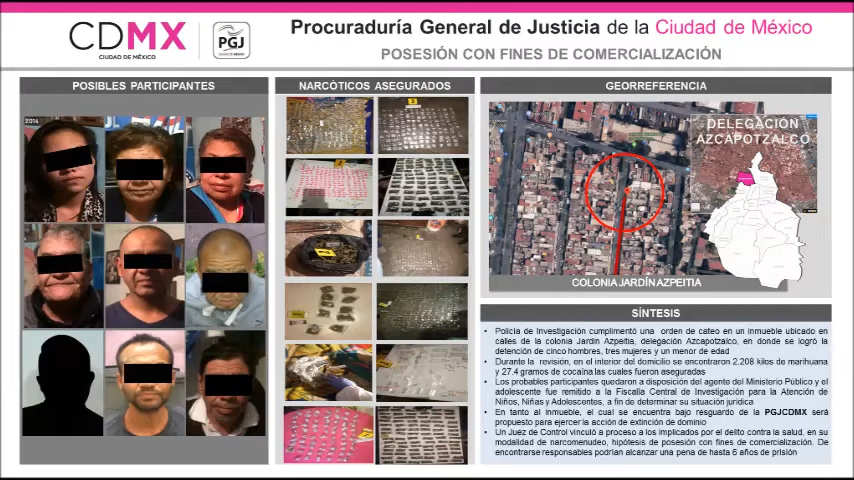 CDMX
CIUDAD DE MÉXICO
PGJ
Procuraduría General de Justicia de la Ciudad de México
POSESIÓN CON FINES DE COMERCIALIZACIÓN
POSIBLES PARTICIPANTES
2014
NARCÓTICOS ASEGURADOS
GEORREFERENCIA
DELEGACIÓN
AZCAPOTZALCO
COLONIA JARDÍN AZPEITIA
SÍNTESIS
• Policía de Investigación cumplimentó una orden de cateo en un inmueble ubicado en
calles de la colonia Jardín Azpeitia, delegación Azcapotzalco, en donde se logró la
detención de cinco hombres, tres mujeres y un menor de edad
• Durante la revisión, en el interior del domicilio se encontraron 2.208 kilos de marihuana
y 27.4 gramos de cocaína las cuales fueron aseguradas
• Los probables participantes quedaron a disposición del agente del Ministerio Público y el
adolescente fue remitido a la Fiscalía Central de Investigación para la Atención de
Niños, Niñas y Adolescentes, a fin de determinar su situación jurídica
• En tanto al inmueble, el cual se encuentra bajo resguardo de la PGJCDMX será
propuesto para ejercer la acción de extinción de dominio
• Un Juez de Control vinculó a proceso a los implicados por el delito contra la salud, en su
modalidad de narcomenudeo, hipótesis de posesión con fines de comercialización. De
encontrarse responsables podrían alcanzar una pena de hasta 6 años de prisión